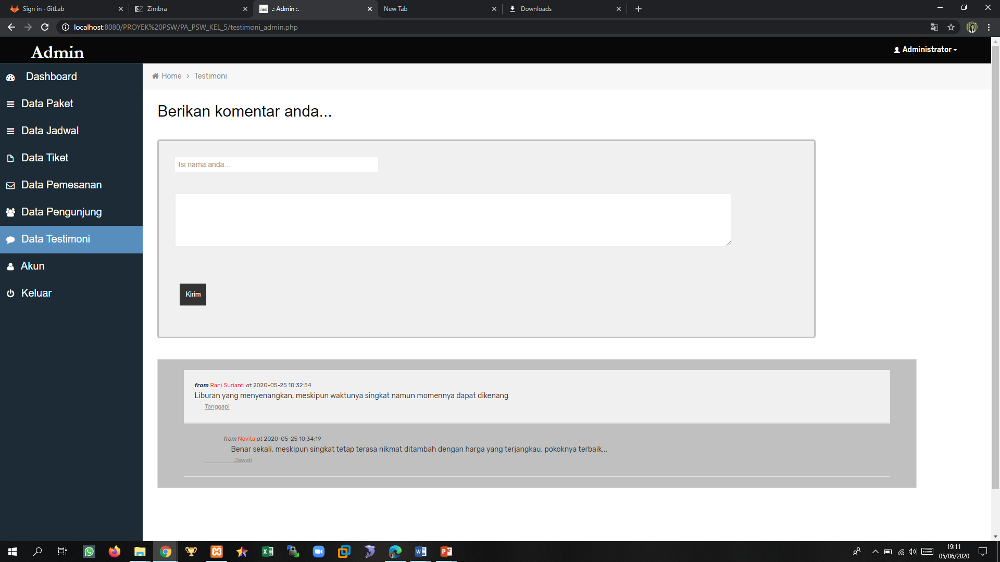 Sign in · GitLab
Zimbra
.: Admin :.
New Tab
Downloads
localhost:8080/PROYEK%20PSW/PA_PSW_KEL_5/testimoni_admin.php
Admin
Administrator
Dashboard
Data Paket
Data Jadwal
Data Tiket
Data Pemesanan
Data Pengunjung
Data Testimoni
Akun
Keluar
Home > Testimoni
Berikan komentar anda...
Isi nama anda...
Kirim
from Rani Surianti at 2020-05-25 10:32:54
Liburan yang menyenangkan, meskipun waktunya singkat namun momennya dapat dikenang
Tanggapi
from Novita at 2020-05-25 10:34:19
Benar sekali, meskipun singkat tetap terasa nikmat ditambah dengan harga yang terjangkau, pokoknya terbaik...
Jawab
19:11
05/06/2020